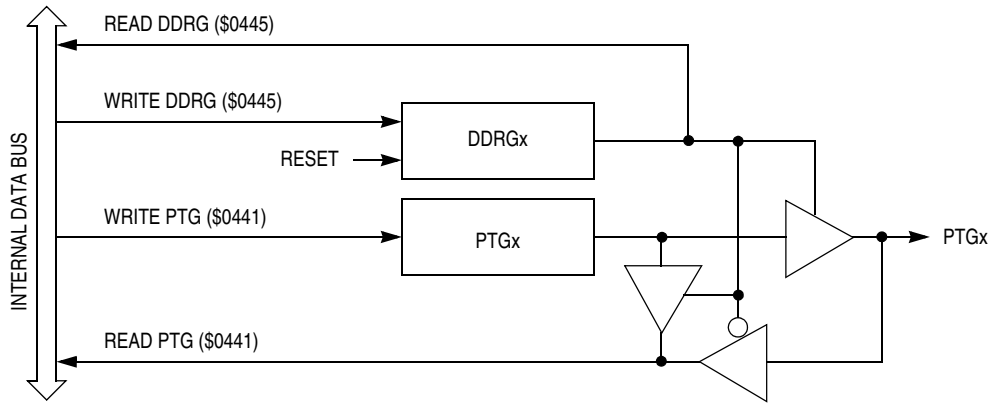 READ DDRG ($0445)
WRITE DDRG ($0445)
DDRGx
RESET
WRITE PTG ($0441)
PTGx
PTGx
READ PTG ($0441)
INTERNAL DATA BUS